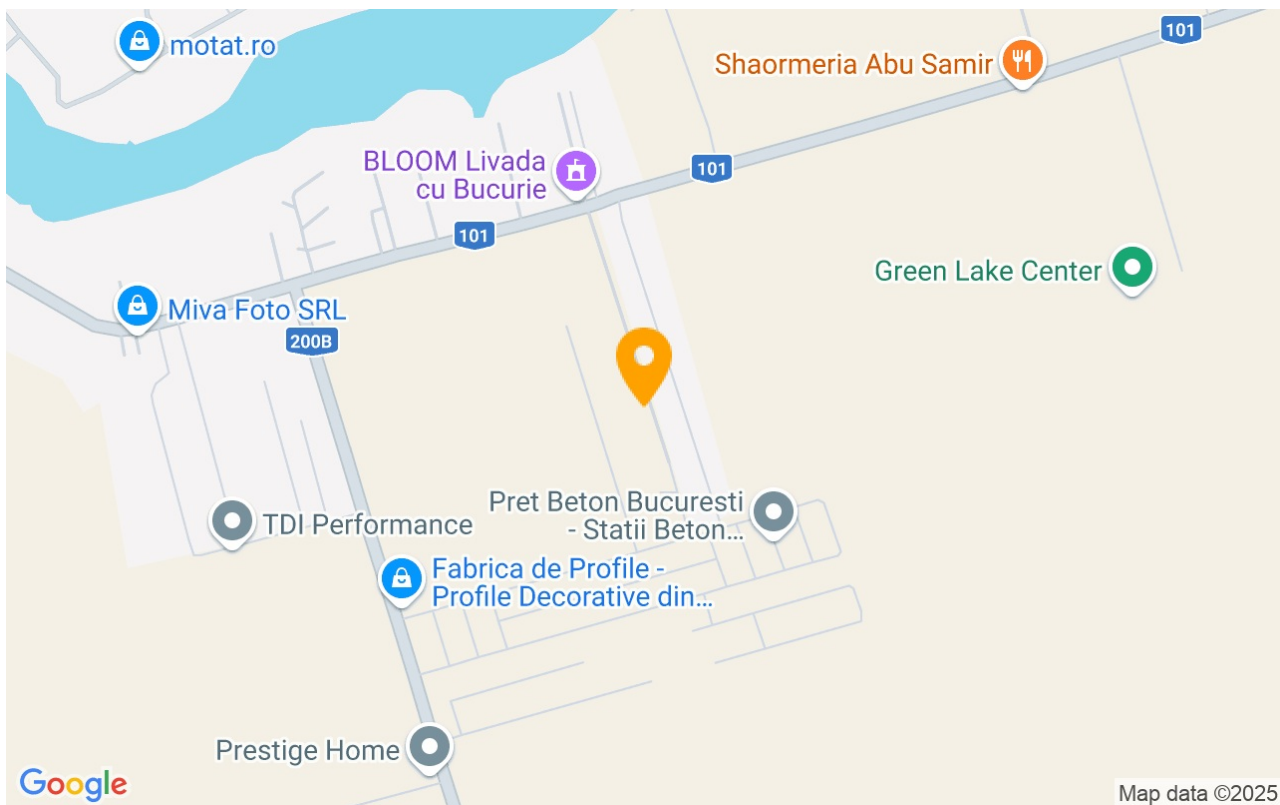 motat.ro
101
Shaormeria Abu Samir
BLOOM Livada
cu Bucurie
101
101
Green Lake Center
Miva Foto SRL
200B
Pret Beton Bucuresti
- Statii Beton...
TDI Performance
Fabrica de Profile -
Profile Decorative din...
Prestige Home
Google
Map data ©2025